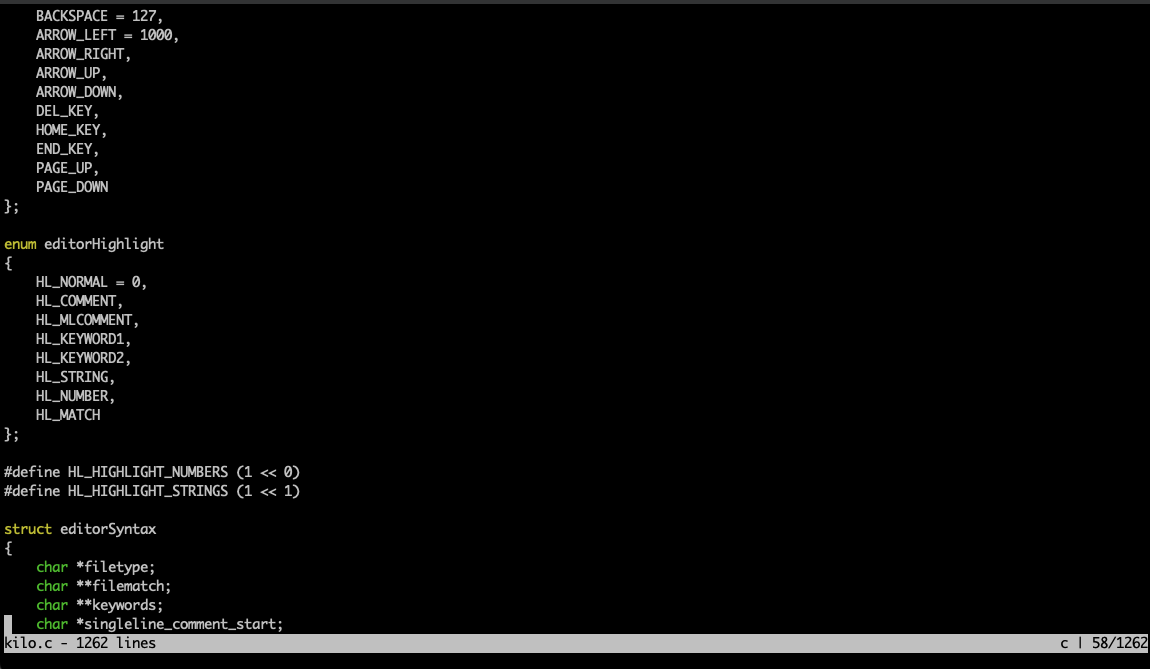 BACKSPACE = 127,
    ARROW_LEFT = 1000,
    ARROW_RIGHT,
    ARROW_UP,
    ARROW_DOWN,
    DEL_KEY,
    HOME_KEY,
    END_KEY,
    PAGE_UP,
    PAGE_DOWN
};

enum editorHighlight
{
    HL_NORMAL = 0,
    HL_COMMENT,
    HL_MLCOMMENT,
    HL_KEYWORD1,
    HL_KEYWORD2,
    HL_STRING,
    HL_NUMBER,
    HL_MATCH
};

#define HL_HIGHLIGHT_NUMBERS (1 << 0)
#define HL_HIGHLIGHT_STRINGS (1 << 1)

struct editorSyntax
{
    char *filetype;
    char **filematch;
    char **keywords;
    char *singleline_comment_start;
kilo.c - 1262 lines c | 58/1262